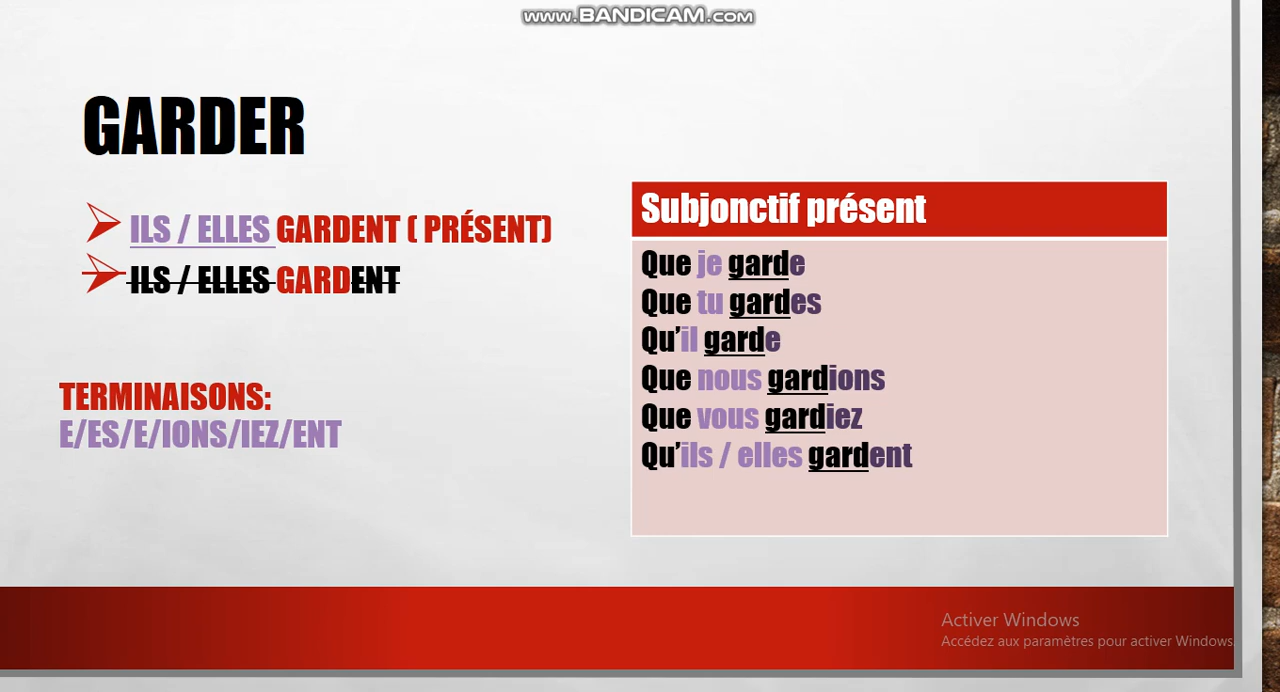 www.BANDICAM.com
GARDER
ILS / ELLES GARDENT ( PRÉSENT)
ILS / ELLES GARDENT
TERMINAISONS:
E/ES/E/IONS/IEZ/ENT
Subjonctif présent
Que je garde
Que tu gardes
Qu'il garde
Que nous gardions
Que vous gardiez
Qu'ils / elles gardent
Activer Windows
Accédez aux paramètres pour activer Windows.